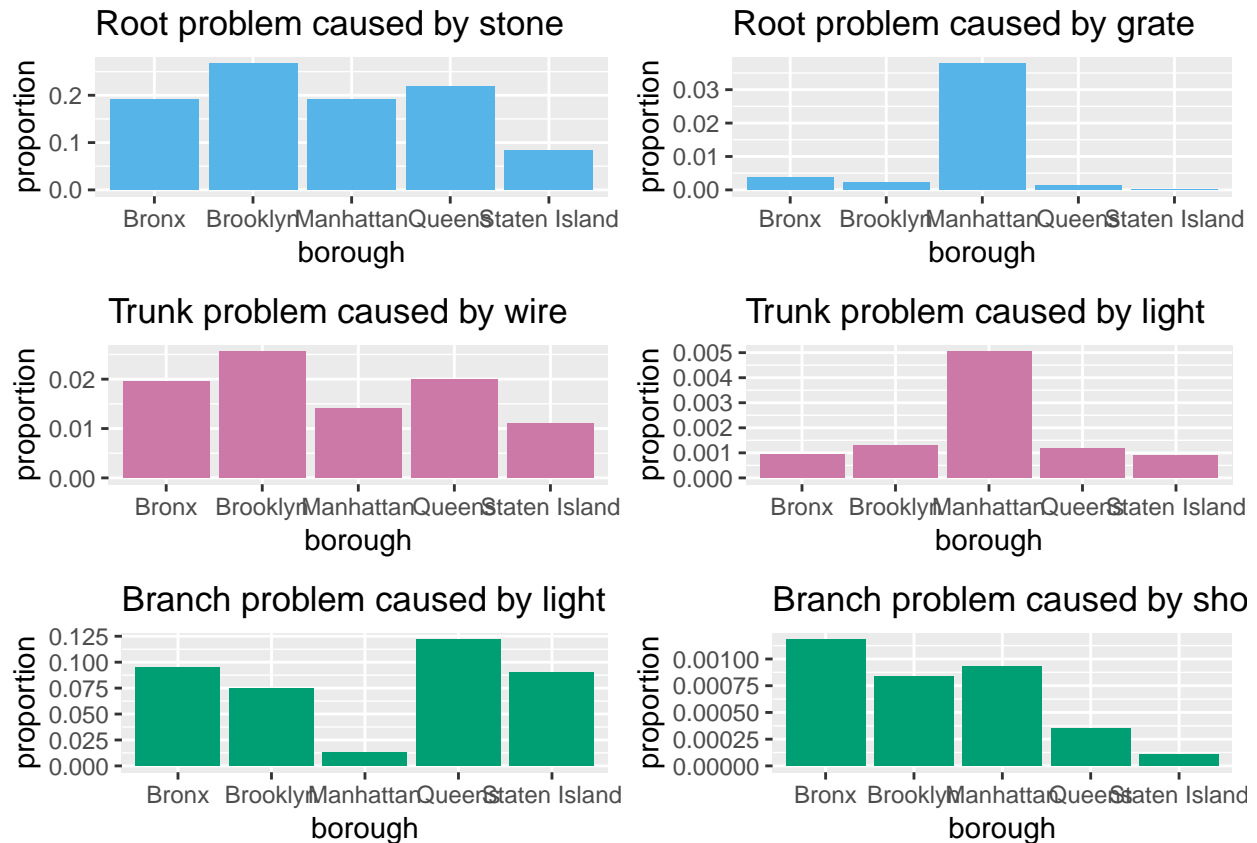 Root problem caused by stone
proportion
0.2
0.1
0.0
Bronx Brooklyn Manhattan Queens Staten Island
borough
Root problem caused by grate
proportion
0.03
0.02
0.01
0.00
Bronx Brooklyn Manhattan Queens Staten Island
borough
Trunk problem caused by wire
proportion
0.02
0.01
0.00
Bronx Brooklyn Manhattan Queens Staten Island
borough
Trunk problem caused by light
proportion
0.005
0.004
0.003
0.002
0.001
0.000
Bronx Brooklyn Manhattan Queens Staten Island
borough
Branch problem caused by light
proportion
0.125
0.100
0.075
0.050
0.025
0.000
Bronx Brooklyn Manhattan Queens Staten Island
borough
Branch problem caused by sho
proportion
0.00100
0.00075
0.00050
0.00025
0.00000
Bronx Brooklyn Manhattan Queens Staten Island
borough